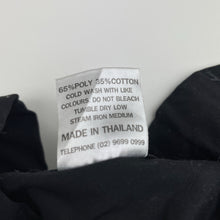 65%POLY 35%COTTON
COLD WASH WITH LIKE
COLOURS. DO NOT BLEACH
TUMBLE DRY LOW
STEAM IRON MEDIUM
MADE IN THAILAND
TELEPHONE (02) 9699 0999